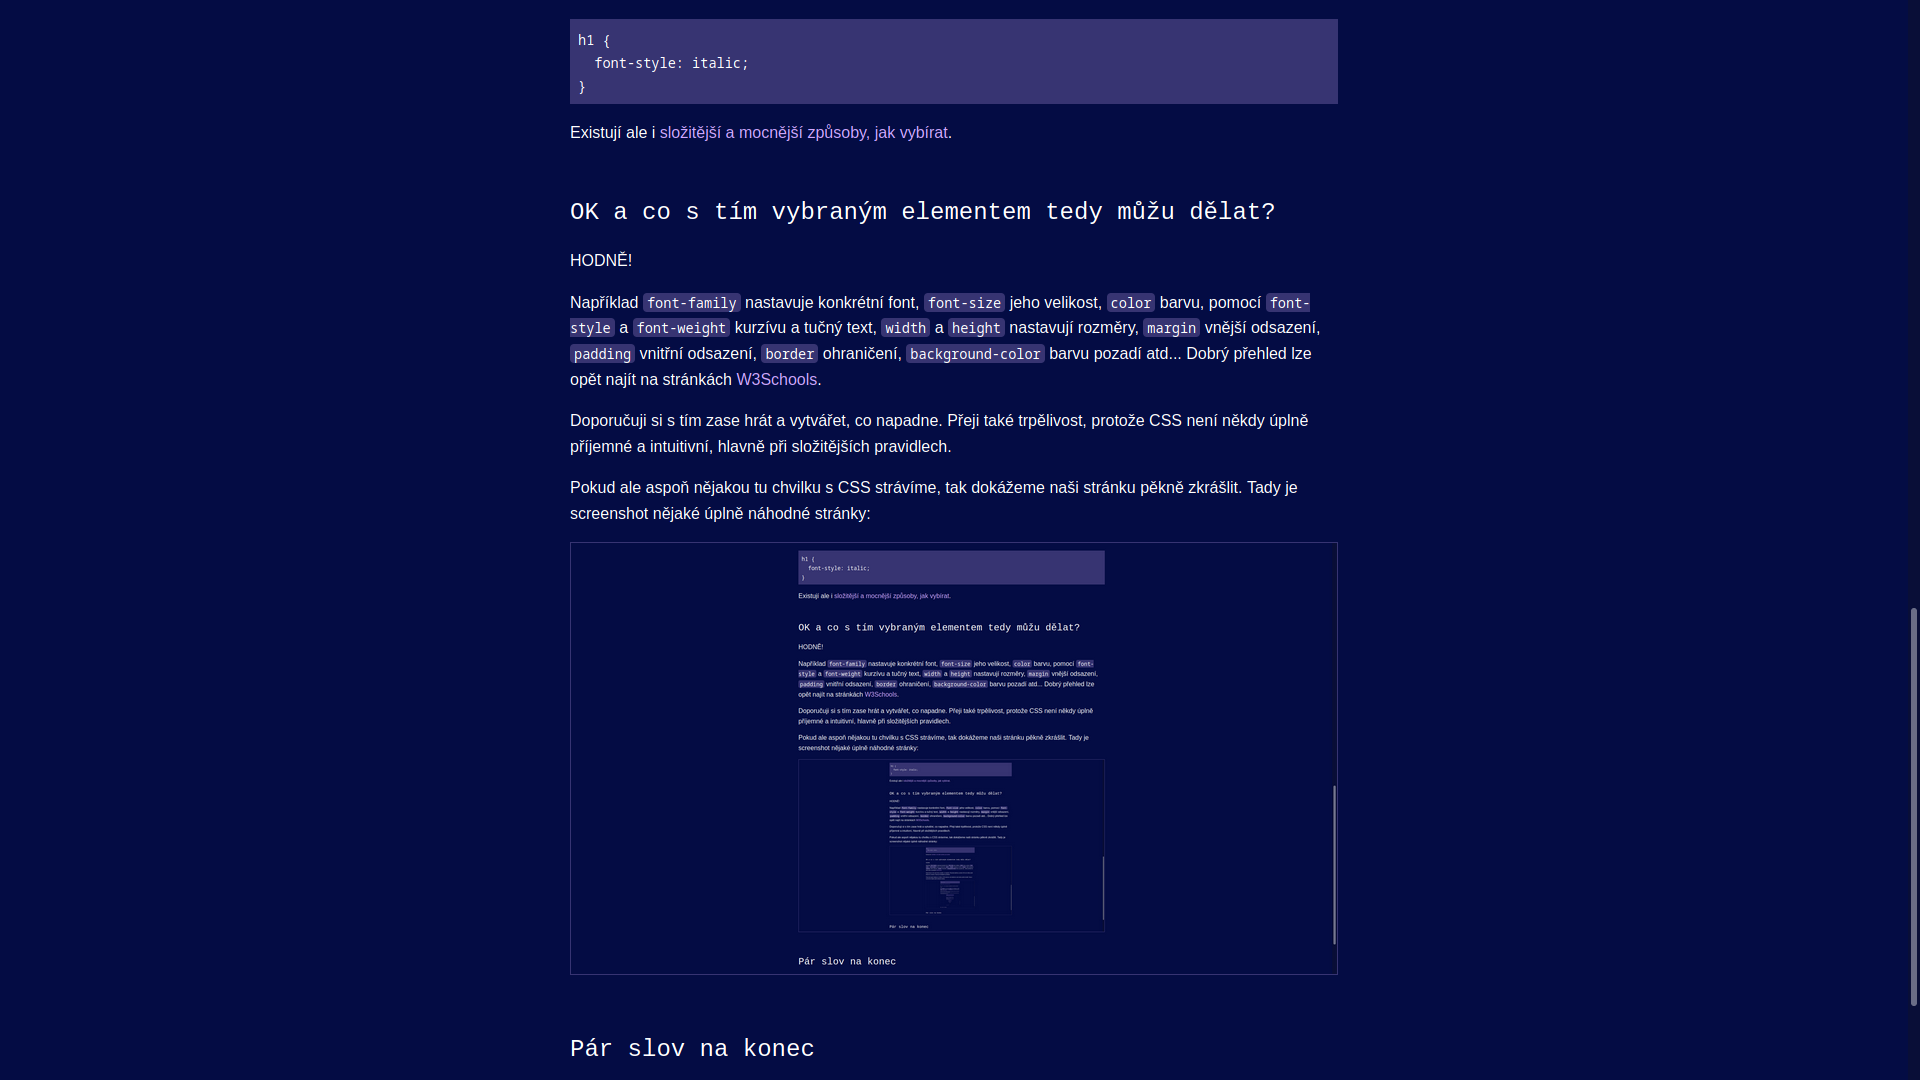 h1 {
  font-style: italic;
}
Existují ale i složitější a mocnější způsoby, jak vybírat.
OK a co s tím vybraným elementem tedy můžu dělat?
HODNĚ!
Například font-family nastavuje konkrétní font, font-size jeho velikost, color barvu, pomocí font-
style a font-weight kurzívu a tučný text, width a height nastavují rozměry, margin vnější odsazení,
padding vnitřní odsazení, border ohraničení, background-color barvu pozadí atd... Dobrý přehled lze
opět najít na stránkách W3Schools.
Doporučuji si s tím zase hrát a vytvářet, co napadne. Přeji také trpělivost, protože CSS není někdy úplně
příjemné a intuitivní, hlavně při složitějších pravidlech.
Pokud ale aspoň nějakou tu chvilku s CSS strávíme, tak dokážeme naši stránku pěkně zkrášlit. Tady je
screenshot nějaké úplně náhodné stránky:
h1 {
  font-style: italic;
}
Existují ale i složitější a mocnější způsoby, jak vybírat.
OK a co s tím vybraným elementem tedy můžu dělat?
HODNĚ!
Například font-family nastavuje konkrétní font, font-size jeho velikost, color barvu, pomocí font-
style a font-weight kurzívu a tučný text, width a height nastavují rozměry, margin vnější odsazení,
padding vnitřní odsazení, border ohraničení, background-color barvu pozadí atd... Dobrý přehled lze
opět najít na stránkách W3Schools.
Doporučuji si s tím zase hrát a vytvářet, co napadne. Přeji také trpělivost, protože CSS není někdy úplně
příjemné a intuitivní, hlavně při složitějších pravidlech.
Pokud ale aspoň nějakou tu chvilku s CSS strávíme, tak dokážeme naši stránku pěkně zkrášlit. Tady je
screenshot nějaké úplně náhodné stránky:
OK a co s tím vybraným elementem tedy můžu dělat?
Pár slov na konec
Pár slov na konec
Pár slov na konec